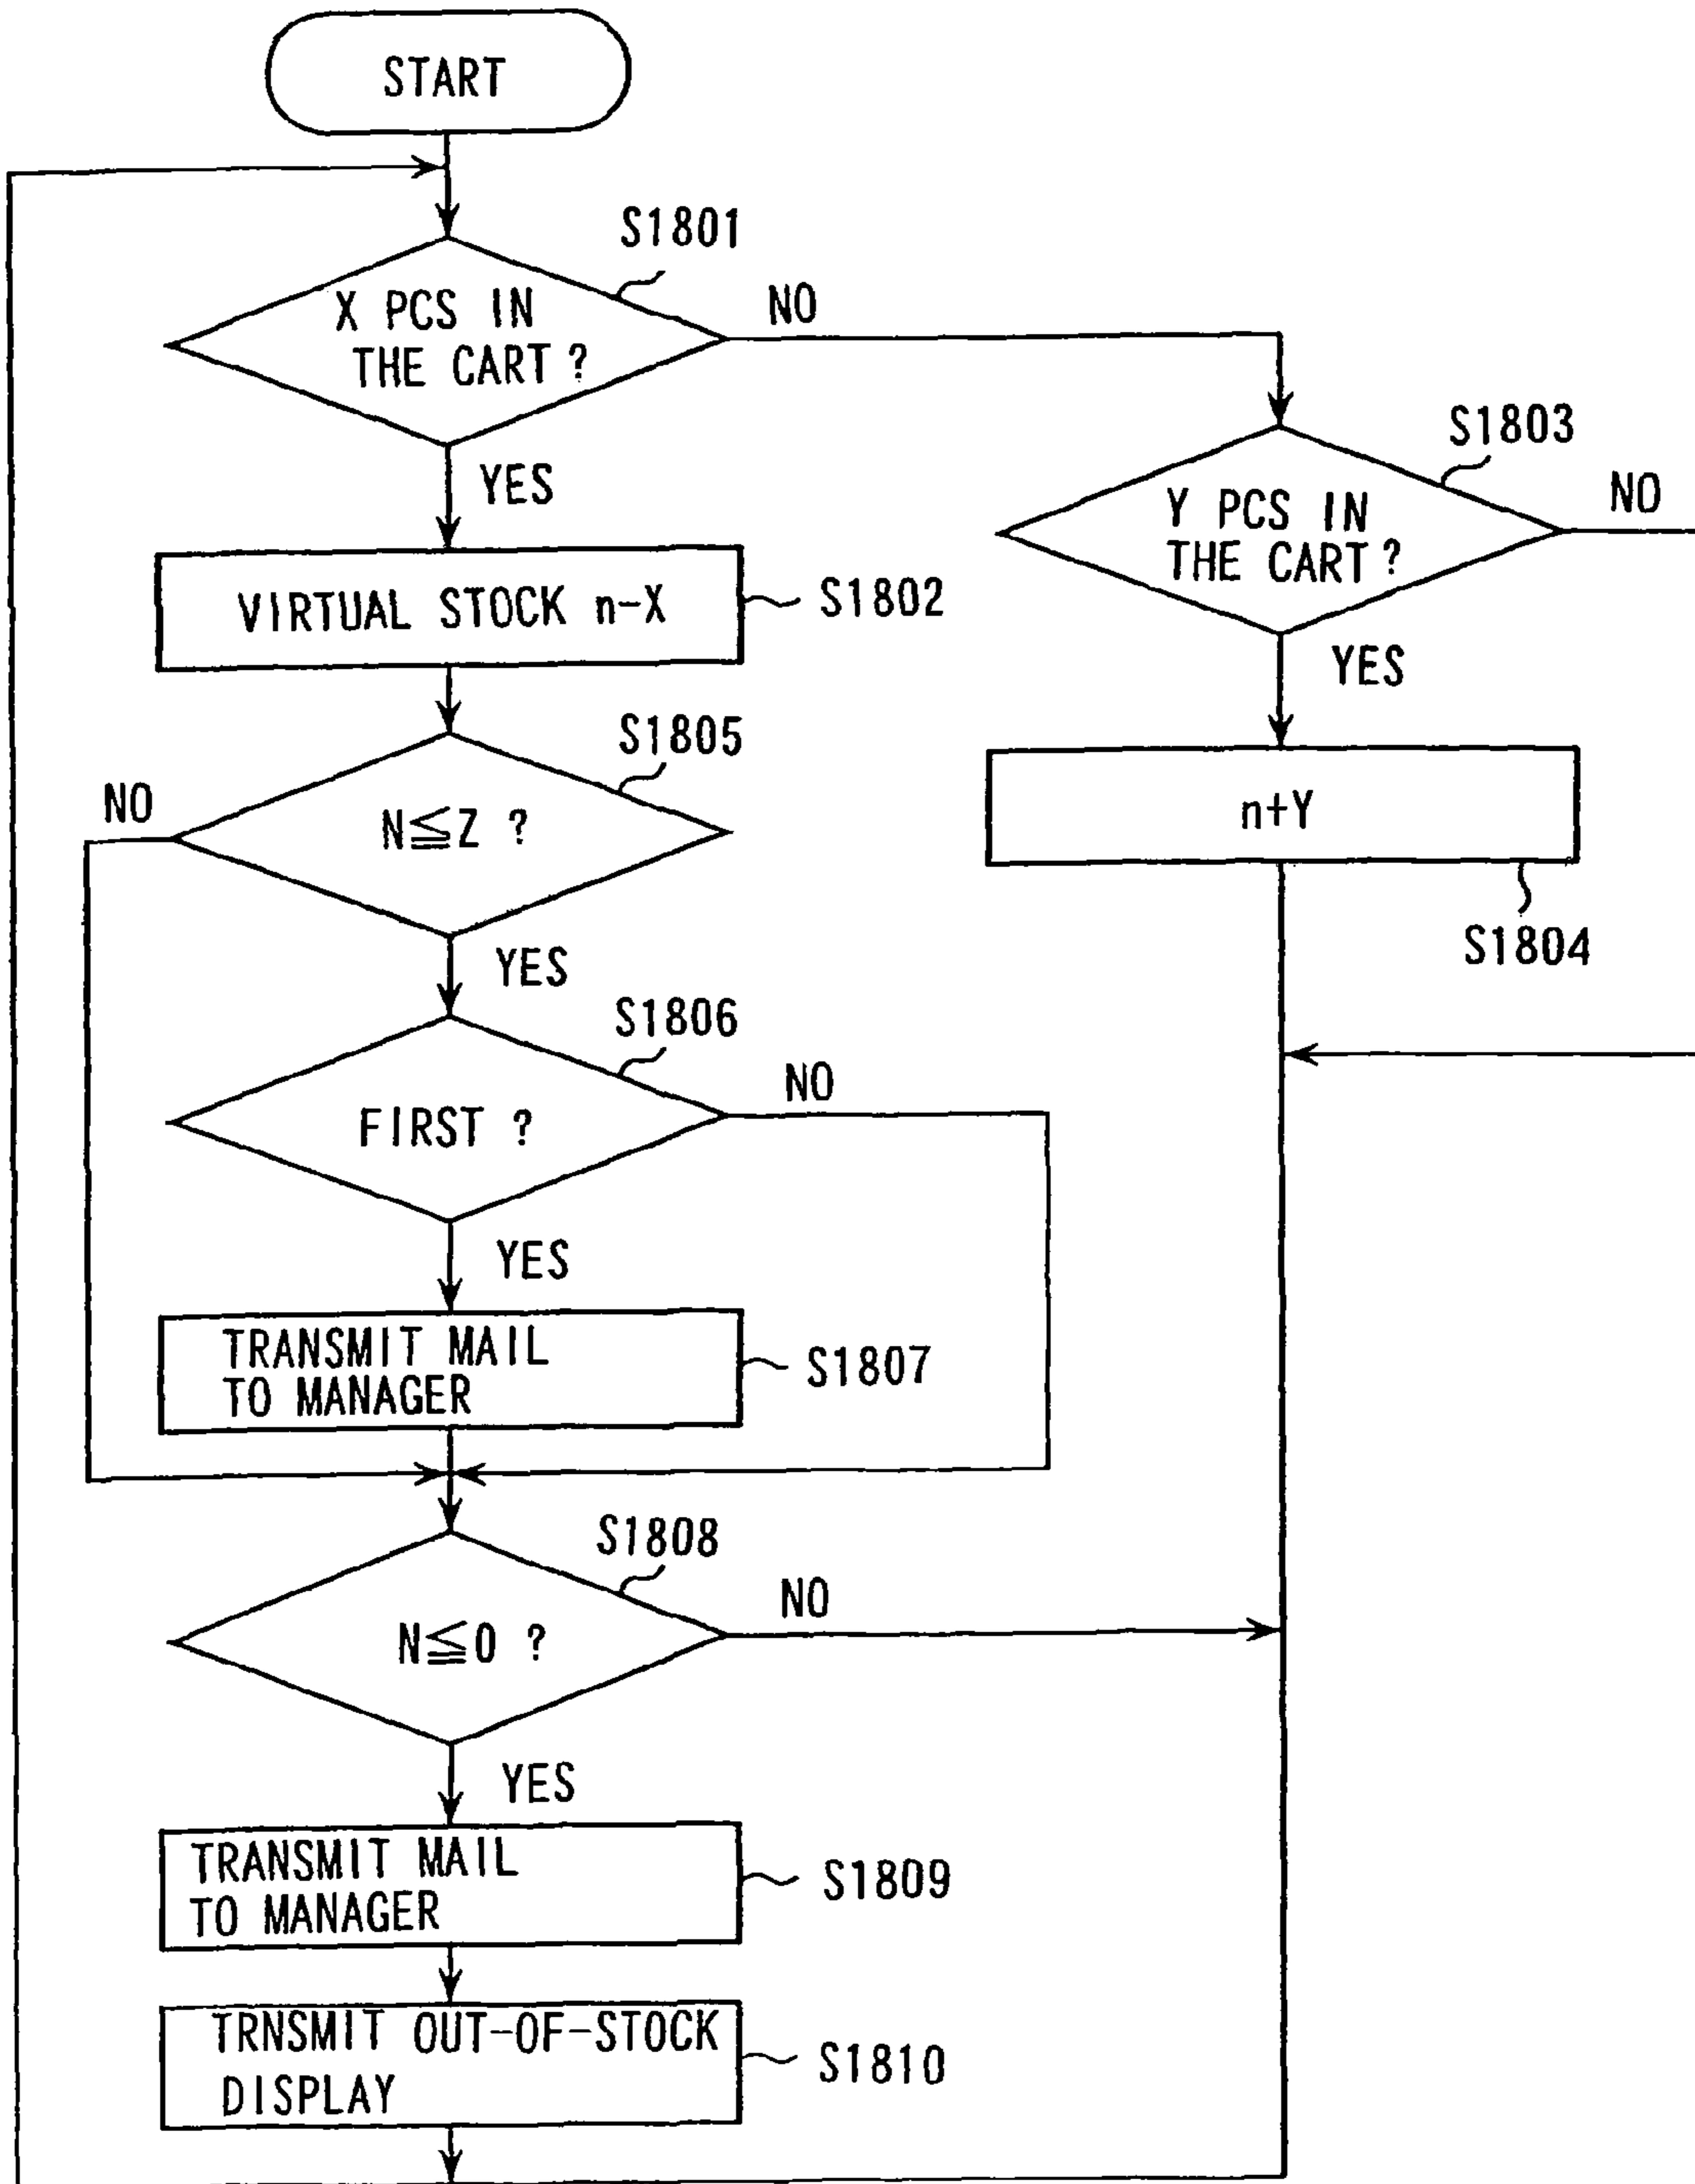 START
S1801
X PCS IN
THE CART?
NO
YES
S1803
Y PCS IN
THE CART?
NO
YES
VIRTUAL STOCK n-X
S1802
S1805
N≦Z ?
NO
YES
n+Y
S1804
S1806
FIRST ?
NO
YES
TRANSMIT MAIL
TO MANAGER
S1807
S1808
N≦0 ?
NO
YES
TRANSMIT MAIL
TO MANAGER
S1809
TRNSMIT OUT-OF-STOCK
DISPLAY
S1810